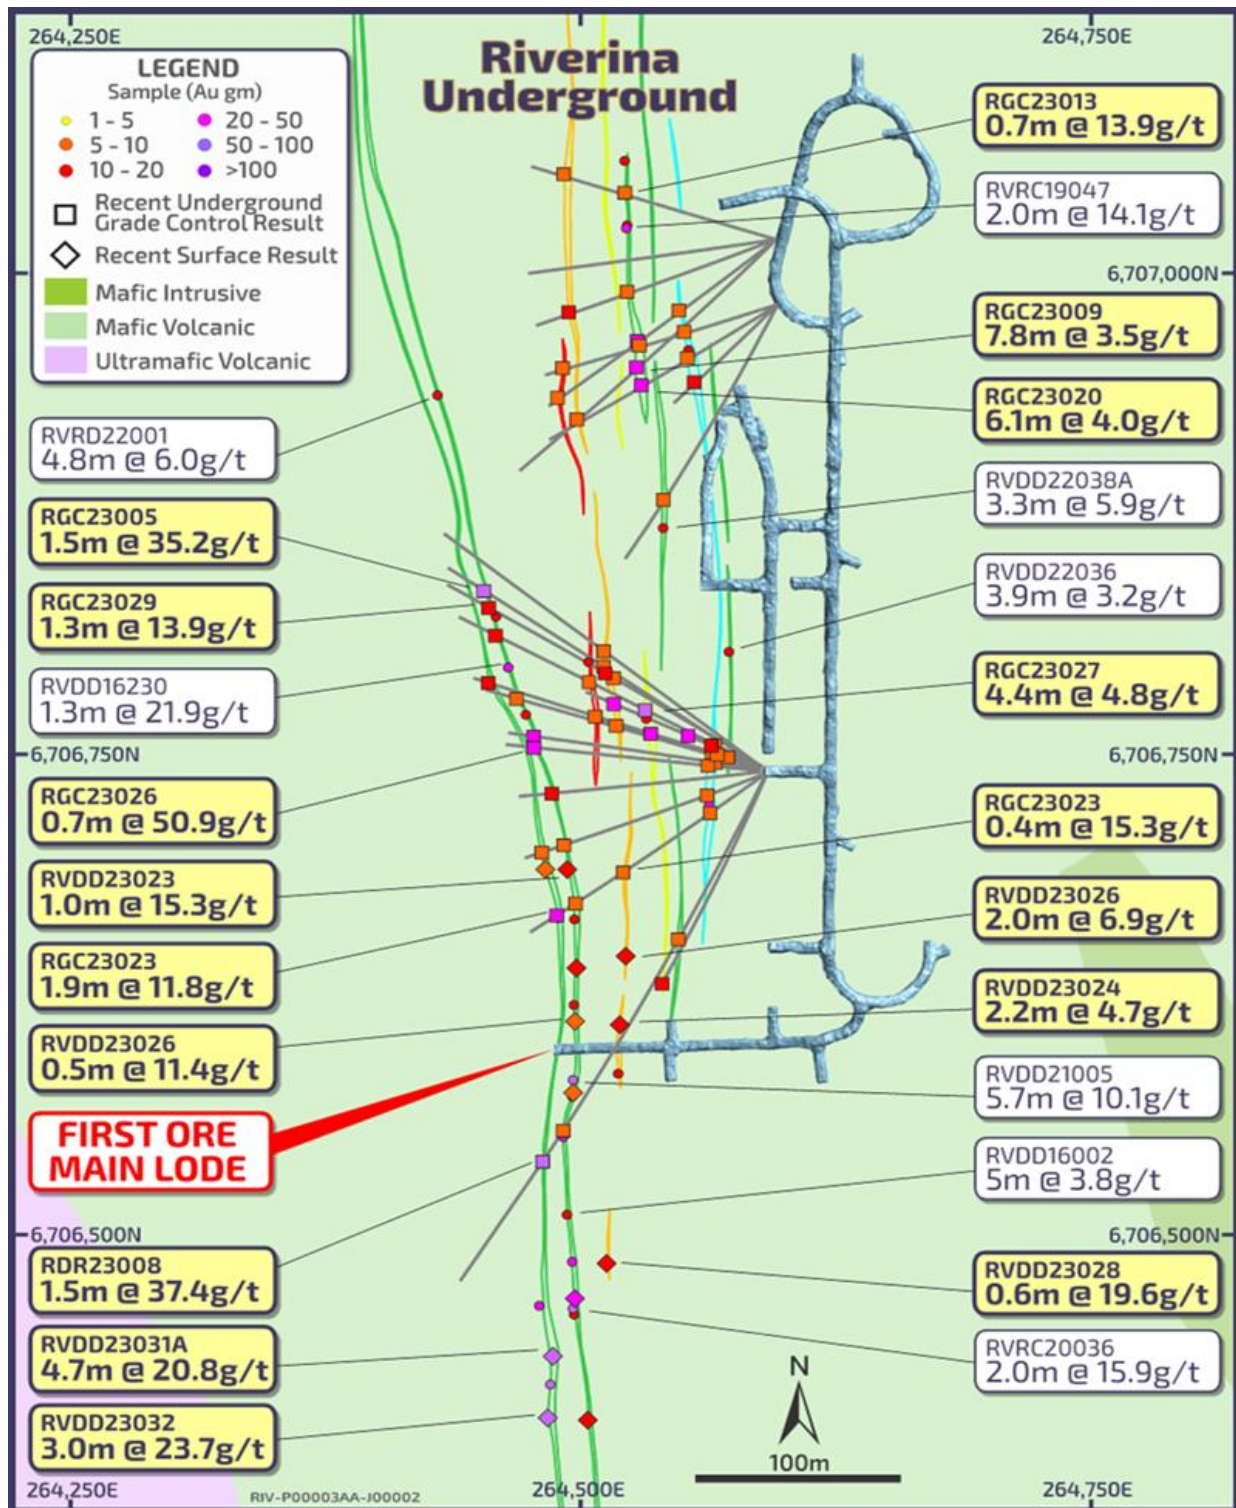 264,250E
264,750E
Riverina
Underground
LEGEND
Sample (Au gm)
1 - 5
20 - 50
5 - 10
50 - 100
10 - 20
>100
Recent Underground
Grade Control Result
Recent Surface Result
Mafic Intrusive
Mafic Volcanic
Ultramafic Volcanic
RGC23013
0.7m @ 13.9g/t
RVRC19047
2.0m @ 14.1g/t
6,707,000N
RGC23009
7.8m @ 3.5g/t
RGC23020
6.1m @ 4.0g/t
RVDD22038A
3.3m @ 5.9g/t
RVDD22036
3.9m @ 3.2g/t
RGC23027
4.4m @ 4.8g/t
6,706,750N
RGC23023
0.4m @ 15.3g/t
RVDD23026
2.0m @ 6.9g/t
RVDD23024
2.2m @ 4.7g/t
RVDD21005
5.7m @ 10.1g/t
RVDD16002
5m @ 3.8g/t
6,706,500N
RVDD23028
0.6m @ 19.6g/t
RVRC20036
2.0m @ 15.9g/t
RVRD22001
4.8m @ 6.0g/t
RGC23005
1.5m @ 35.2g/t
RGC23029
1.3m @ 13.9g/t
RVDD16230
1.3m @ 21.9g/t
6,706,750N
RGC23026
0.7m @ 50.9g/t
RVDD23023
1.0m @ 15.3g/t
RGC23023
1.9m @ 11.8g/t
RVDD23026
0.5m @ 11.4g/t
FIRST ORE
MAIN LODE
6,706,500N
RDR23008
1.5m @ 37.4g/t
RVDD23031A
4.7m @ 20.8g/t
RVDD23032
3.0m @ 23.7g/t
N
100m
264,250E
RIV-P00003AA-J00002
264,500E
264,750E